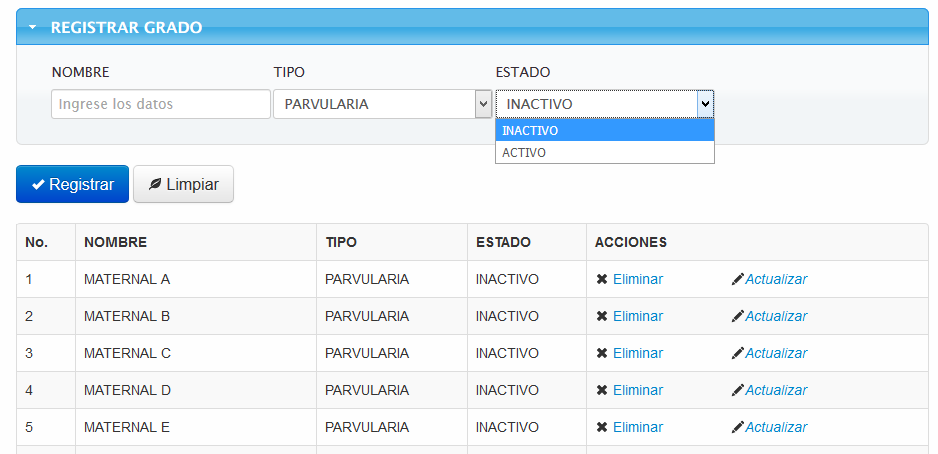 REGISTRAR GRADO
NOMBRE TIPO ESTADO
Ingrese los datos PARVULARIA INACTIVO
INACTIVO
ACTIVO
Registrar Limpiar
No. NOMBRE TIPO ESTADO ACCIONES
1 MATERNAL A PARVULARIA INACTIVO Eliminar Actualizar
2 MATERNAL B PARVULARIA INACTIVO Eliminar Actualizar
3 MATERNAL C PARVULARIA INACTIVO Eliminar Actualizar
4 MATERNAL D PARVULARIA INACTIVO Eliminar Actualizar
5 MATERNAL E PARVULARIA INACTIVO Eliminar Actualizar